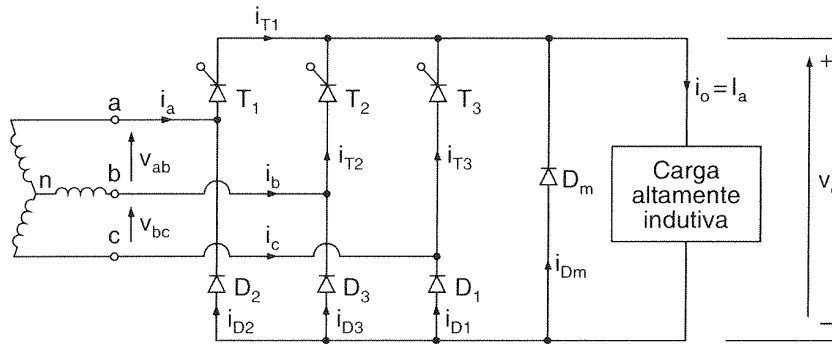 i_T1
+
a
i_a
T_1
T_2
T_3
i_o = I_a
v_ab
i_T2
i_T3
n
b
i_b
D_m
Carga
altamente
indutiva
v_bc
c
i_c
D_2
D_3
D_1
i_Dm
i_D2
i_D3
i_D1
−